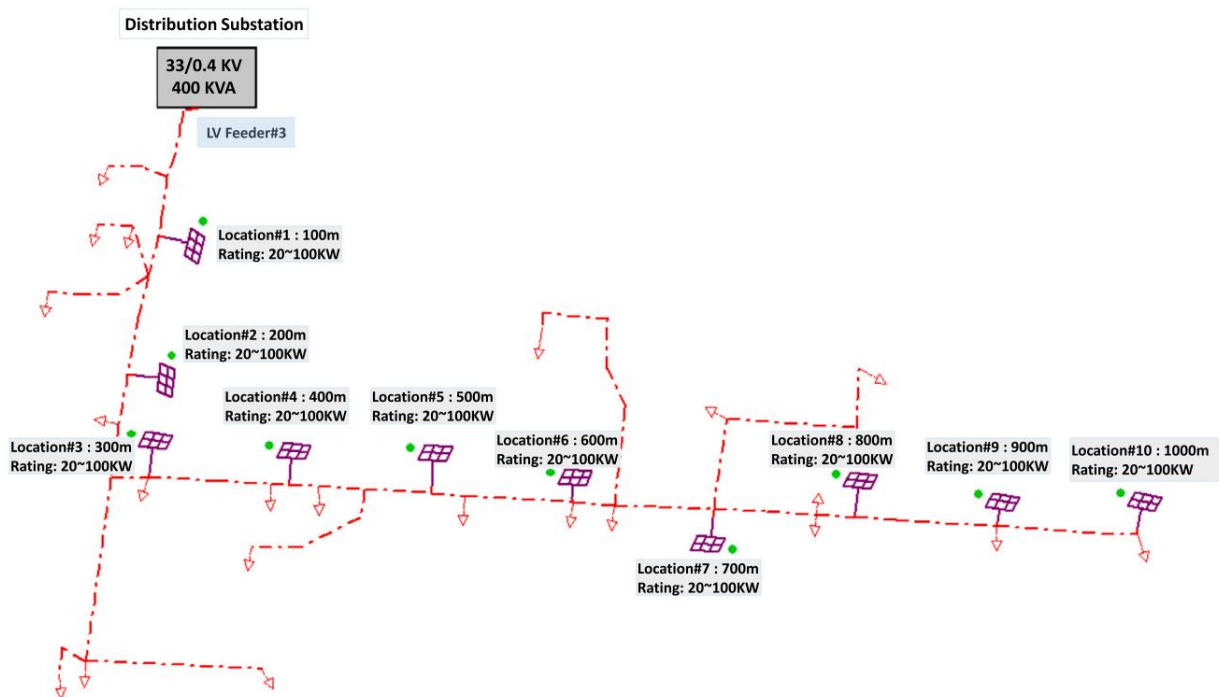 Distribution Substation
33/0.4 KV
400 KVA
LV Feeder#3
Location#1 : 100m
Rating: 20~100KW
Location#2 : 200m
Rating: 20~100KW
Location#3 : 300m
Rating: 20~100KW
Location#4 : 400m
Rating: 20~100KW
Location#5 : 500m
Rating: 20~100KW
Location#6 : 600m
Rating: 20~100KW
Location#7 : 700m
Rating: 20~100KW
Location#8 : 800m
Rating: 20~100KW
Location#9 : 900m
Rating: 20~100KW
Location#10 : 1000m
Rating: 20~100KW